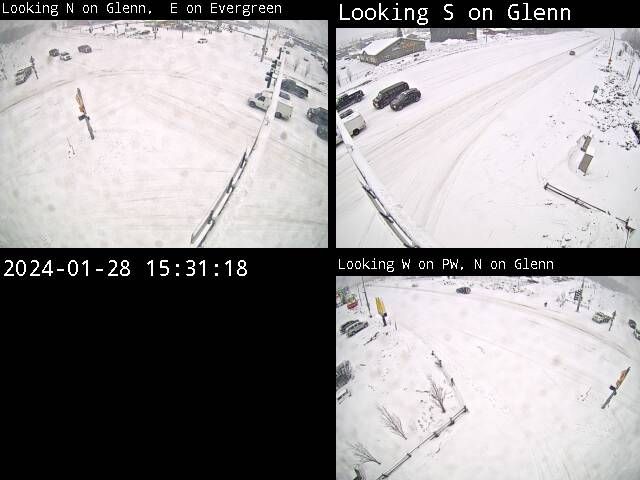 Looking N on Glenn,  E on Evergreen
Looking S on Glenn
2024-01-28 15:31:18
Looking W on PW, N on Glenn